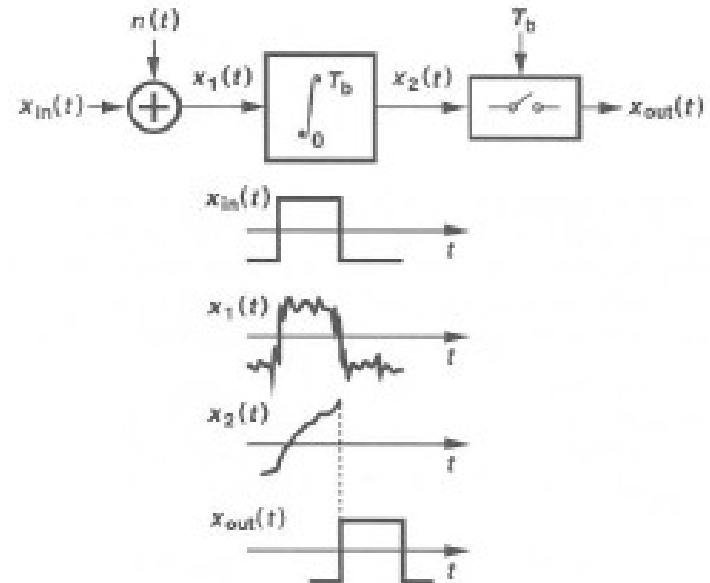 n(t)
T_b
x_in(t)
x_1(t)
T_b
0
x_2(t)
x_out(t)
x_in(t)
t
x_1(t)
t
x_2(t)
t
x_out(t)
t